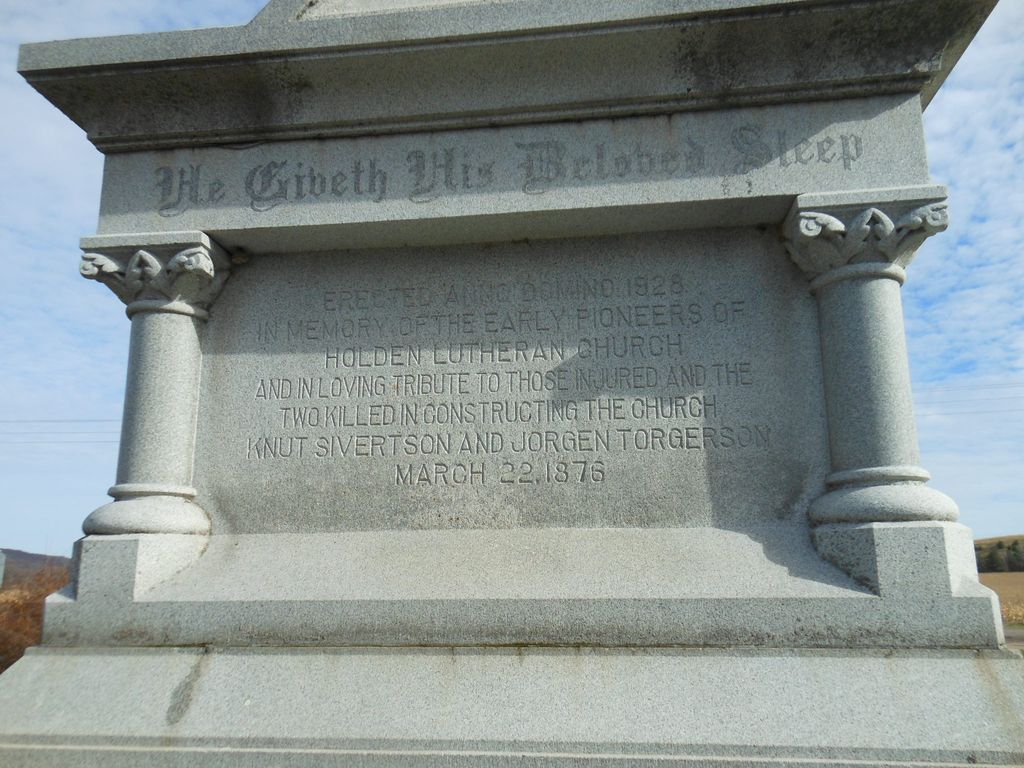 He Giveth His Beloved Sleep
ERECTED ANNO DOMINO 1928
IN MEMORY OF THE EARLY PIONEERS OF
HOLDEN LUTHERAN CHURCH
AND IN LOVING TRIBUTE TO THOSE INJURED AND THE
TWO KILLED IN CONSTRUCTING THE CHURCH
KNUT SIVERTSON AND JORGEN TORGERSON
MARCH 22, 1876